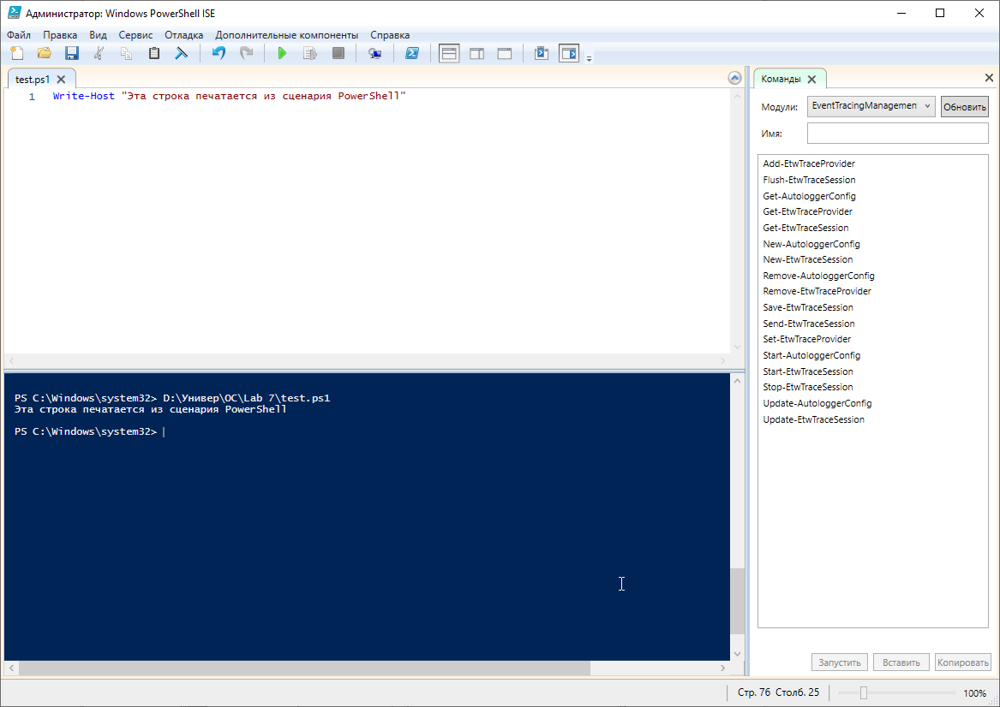 Администратор: Windows PowerShell ISE
Файл Правка Вид Сервис Отладка Дополнительные компоненты Справка
test.ps1
1 Write-Host "Эта строка печатается из сценария PowerShell"
PS C:\Windows\system32> D:\Универ\ОС\Lab 7\test.ps1
Эта строка печатается из сценария PowerShell
PS C:\Windows\system32>
Команды
Модули: EventTracingManagemen Обновить
Имя:
Add-EtwTraceProvider
Flush-EtwTraceSession
Get-AutologgerConfig
Get-EtwTraceProvider
Get-EtwTraceSession
New-AutologgerConfig
New-EtwTraceSession
Remove-AutologgerConfig
Remove-EtwTraceProvider
Save-EtwTraceSession
Send-EtwTraceSession
Set-EtwTraceProvider
Start-AutologgerConfig
Start-EtwTraceSession
Stop-EtwTraceSession
Update-AutologgerConfig
Update-EtwTraceSession
Запустить Вставить Копировать
Стр. 76 Столб. 25 100%